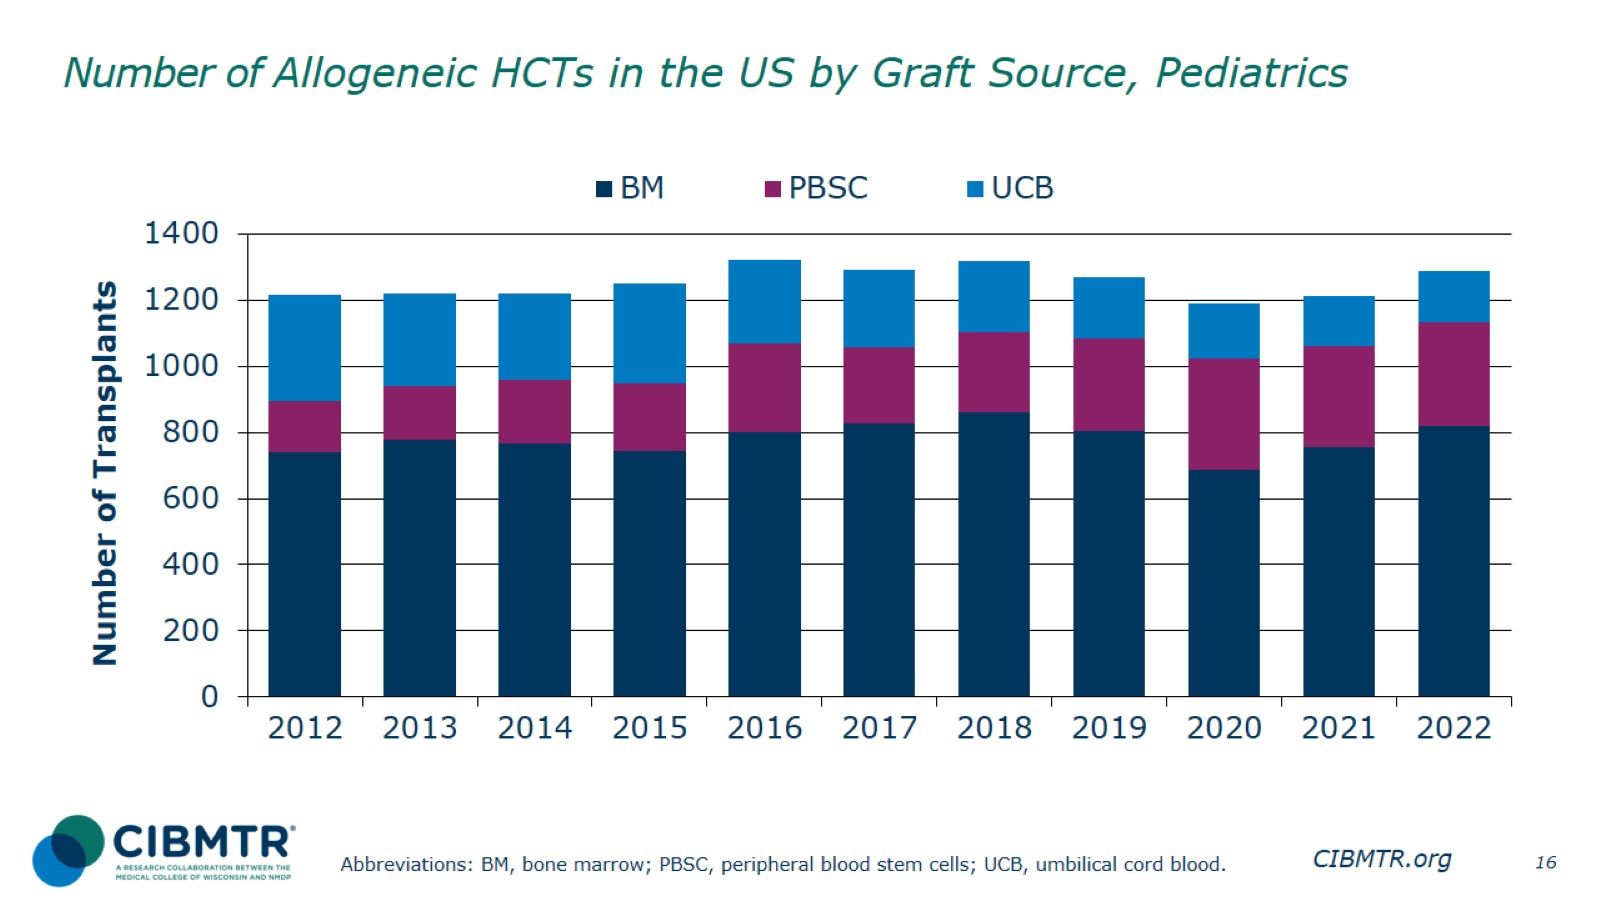 Number of Allogeneic HCTs in the US by Graft Source, Pediatrics
BM PBSC UCB
Number of Transplants
1400
1200
1000
800
600
400
200
0
2012 2013 2014 2015 2016 2017 2018 2019 2020 2021 2022
CIBMTR®
A RESEARCH COLLABORATION BETWEEN THE
MEDICAL COLLEGE OF WISCONSIN AND NMDP
Abbreviations: BM, bone marrow; PBSC, peripheral blood stem cells; UCB, umbilical cord blood.
CIBMTR.org
16